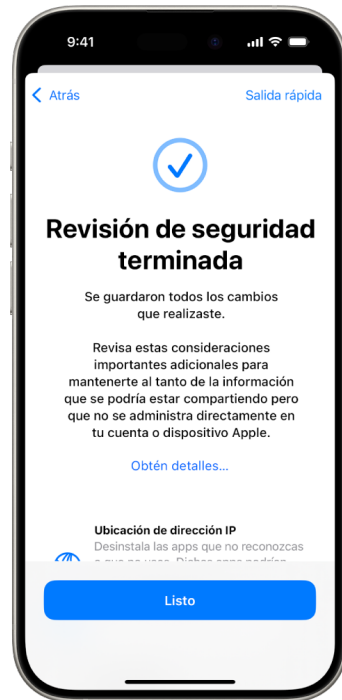 9:41
Atrás
Salida rápida
Revisión de seguridad
terminada
Se guardaron todos los cambios
que realizaste.
Revisa estas consideraciones
importantes adicionales para
mantenerte al tanto de la información
que se podría estar compartiendo pero
que no se administra directamente en
tu cuenta o dispositivo Apple.
Obtén detalles...
Ubicación de dirección IP
Desinstala las apps que no reconozcas
Listo